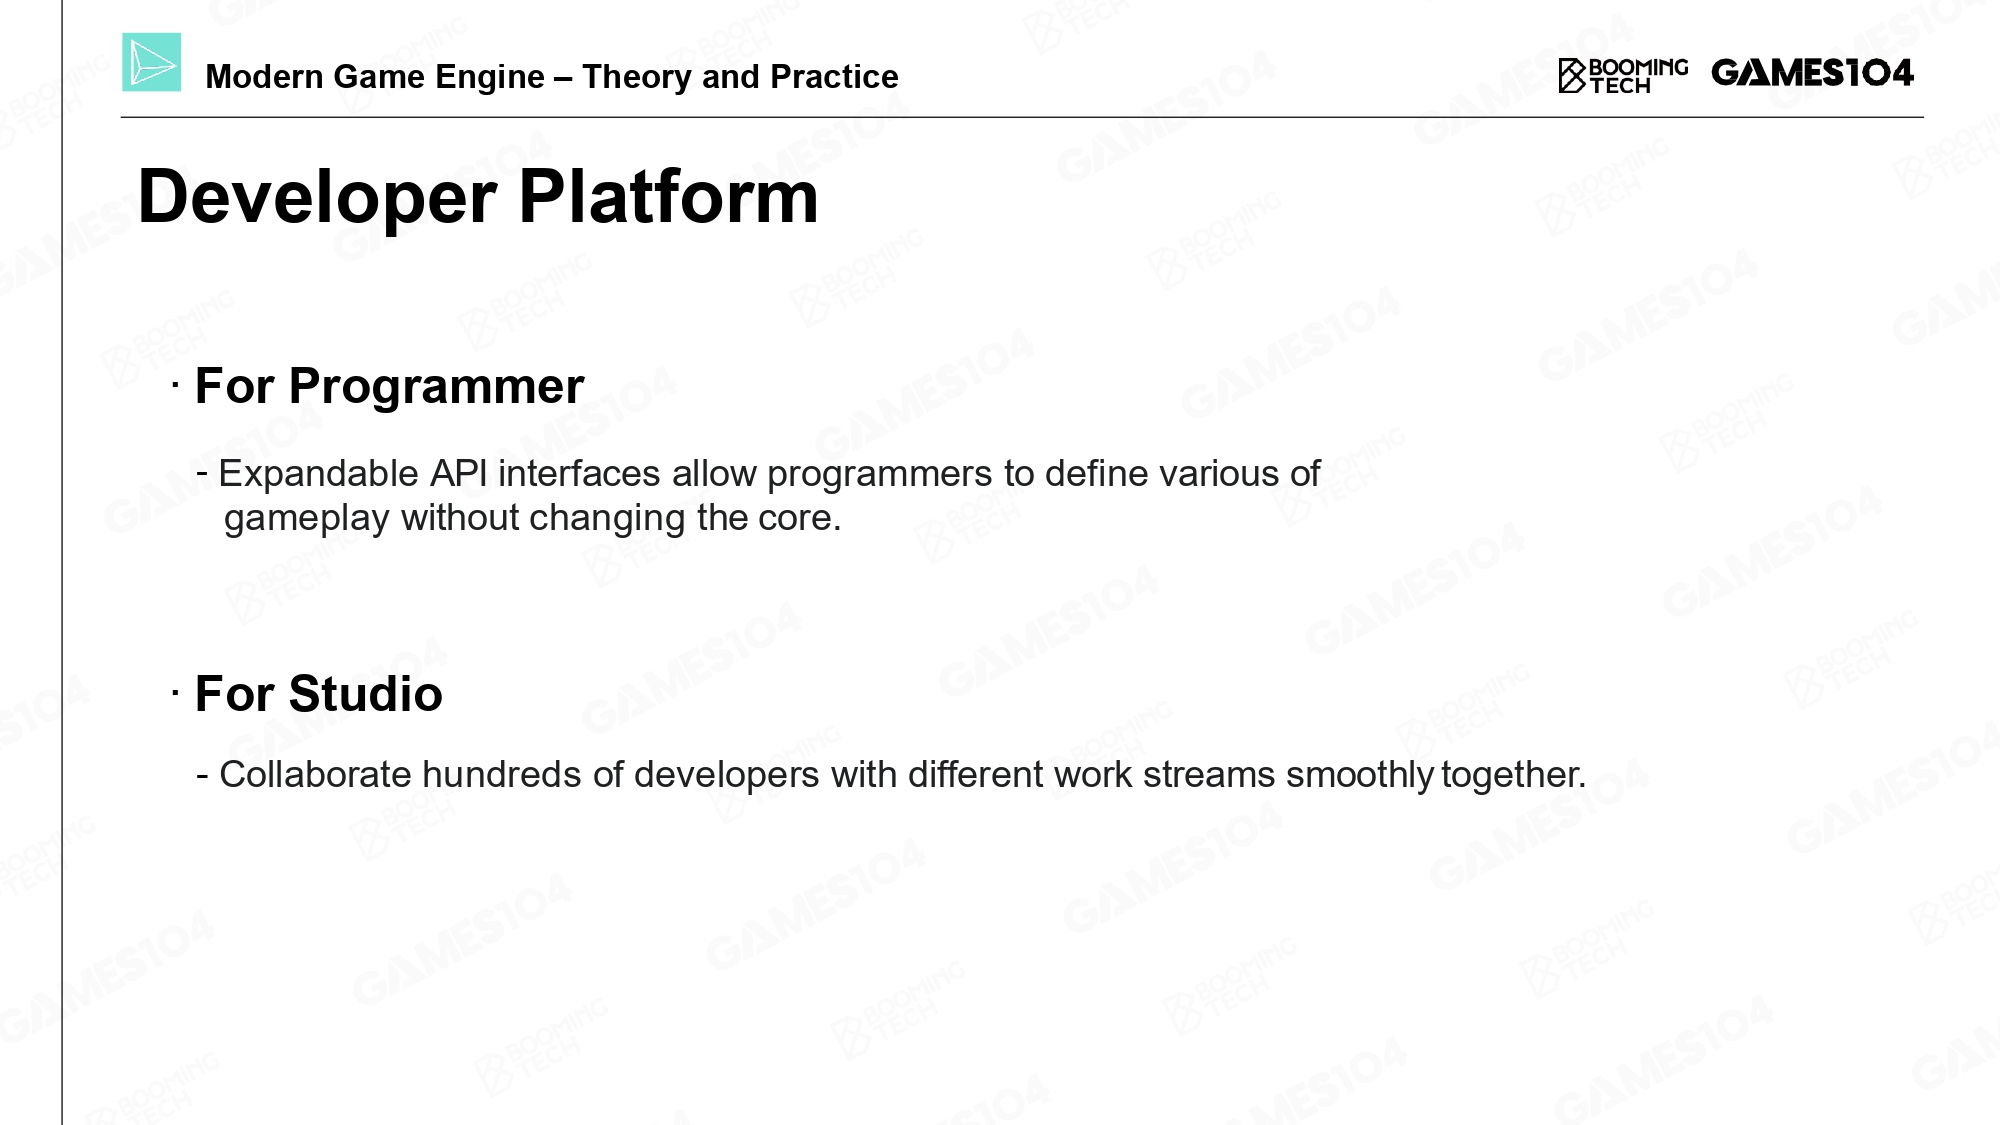 Modern Game Engine – Theory and Practice
BOOMING
TECH
GAMES104
Developer Platform
· For Programmer
- Expandable API interfaces allow programmers to define various of
gameplay without changing the core.
· For Studio
- Collaborate hundreds of developers with different work streams smoothly together.